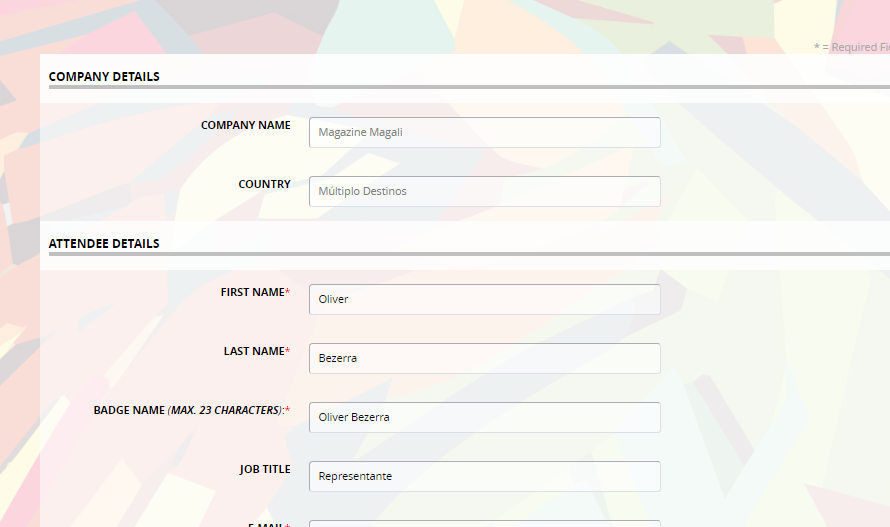 * = Required
COMPANY DETAILS
COMPANY NAME
Magazine Magali
COUNTRY
Múltiplo Destinos
ATTENDEE DETAILS
FIRST NAME*
Oliver
LAST NAME*
Bezerra
BADGE NAME (MAX. 23 CHARACTERS):*
Oliver Bezerra
JOB TITLE
Representante
E-MAIL*